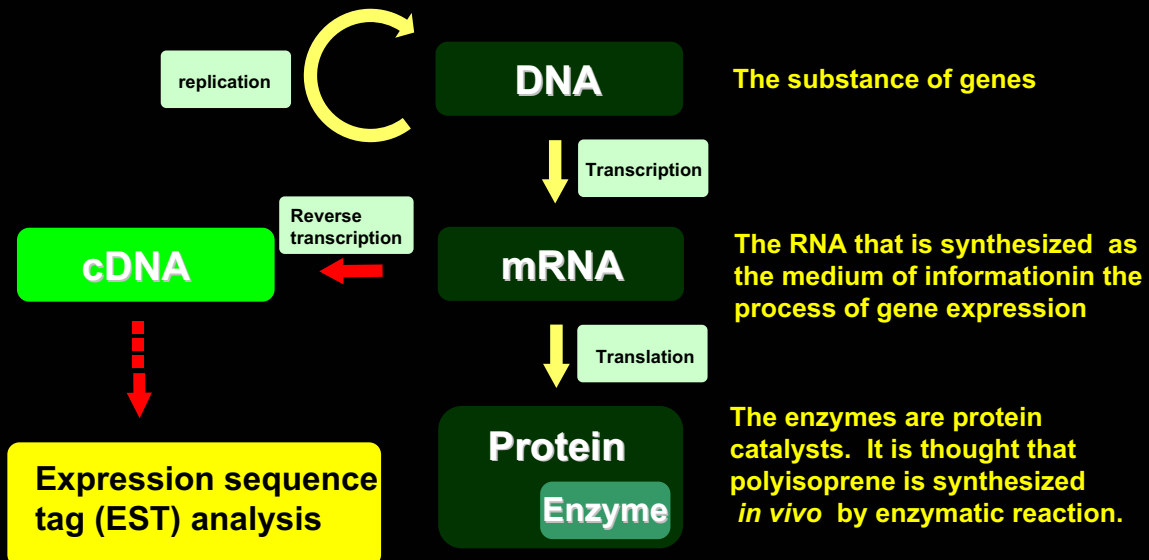 replication
DNA
The substance of genes
Transcription
Reverse
transcription
cDNA
mRNA
The RNA that is synthesized as
the medium of informationin the
process of gene expression
Translation
Protein
Enzyme
The enzymes are protein
catalysts. It is thought that
polyisoprene is synthesized
in vivo by enzymatic reaction.
Expression sequence
tag (EST) analysis